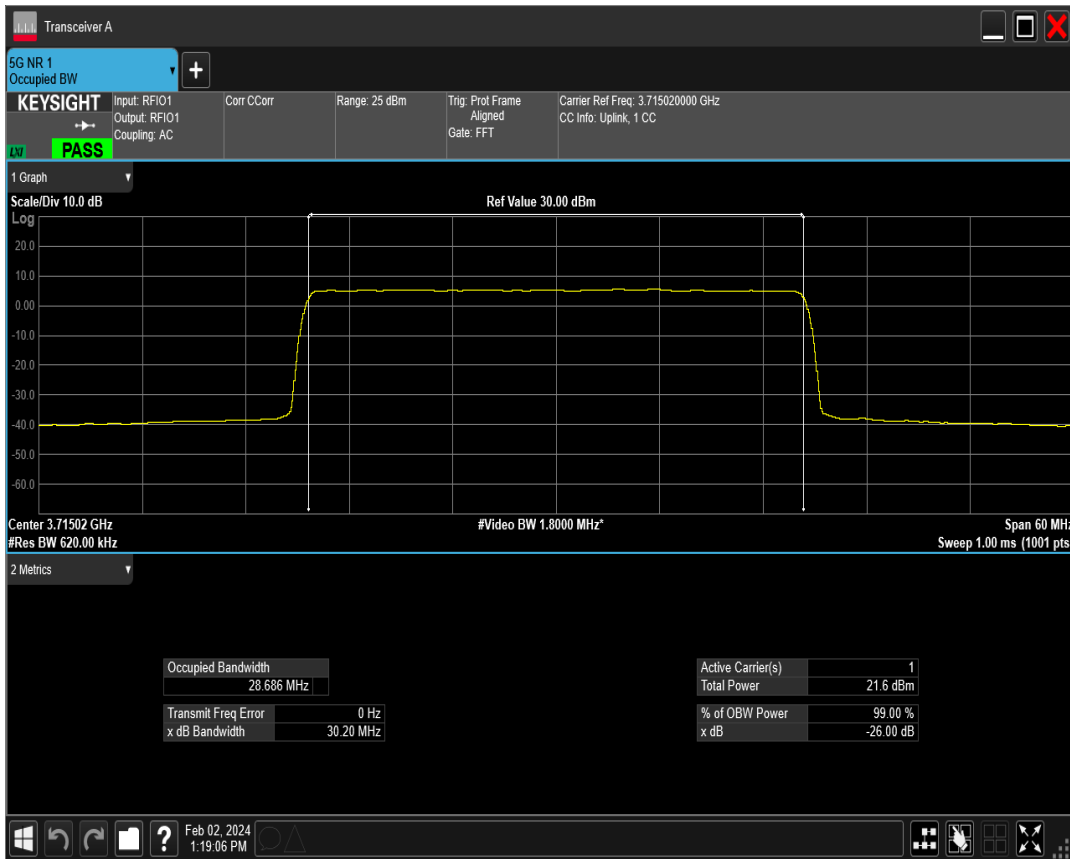 Transceiver A
5G NR 1
Occupied BW
KEYSIGHT
Input: RFIO1
Output: RFIO1
Coupling: AC
Corr CCorr
Range: 25 dBm
Trig: Prot Frame
Aligned
Gate: FFT
Carrier Ref Freq: 3.715020000 GHz
CC Info: Uplink, 1 CC
LXI
PASS
1 Graph
Scale/Div 10.0 dB
Ref Value 30.00 dBm
Log
20.0
10.0
0.00
-10.0
-20.0
-30.0
-40.0
-50.0
-60.0
Center 3.71502 GHz
#Video BW 1.8000 MHz*
Span 60 MHz
#Res BW 620.00 kHz
Sweep 1.00 ms (1001 pts
2 Metrics
Occupied Bandwidth
28.686 MHz
Transmit Freq Error 0 Hz
x dB Bandwidth 30.20 MHz
Active Carrier(s) 1
Total Power 21.6 dBm
% of OBW Power 99.00 %
x dB -26.00 dB
Feb 02, 2024
1:19:06 PM